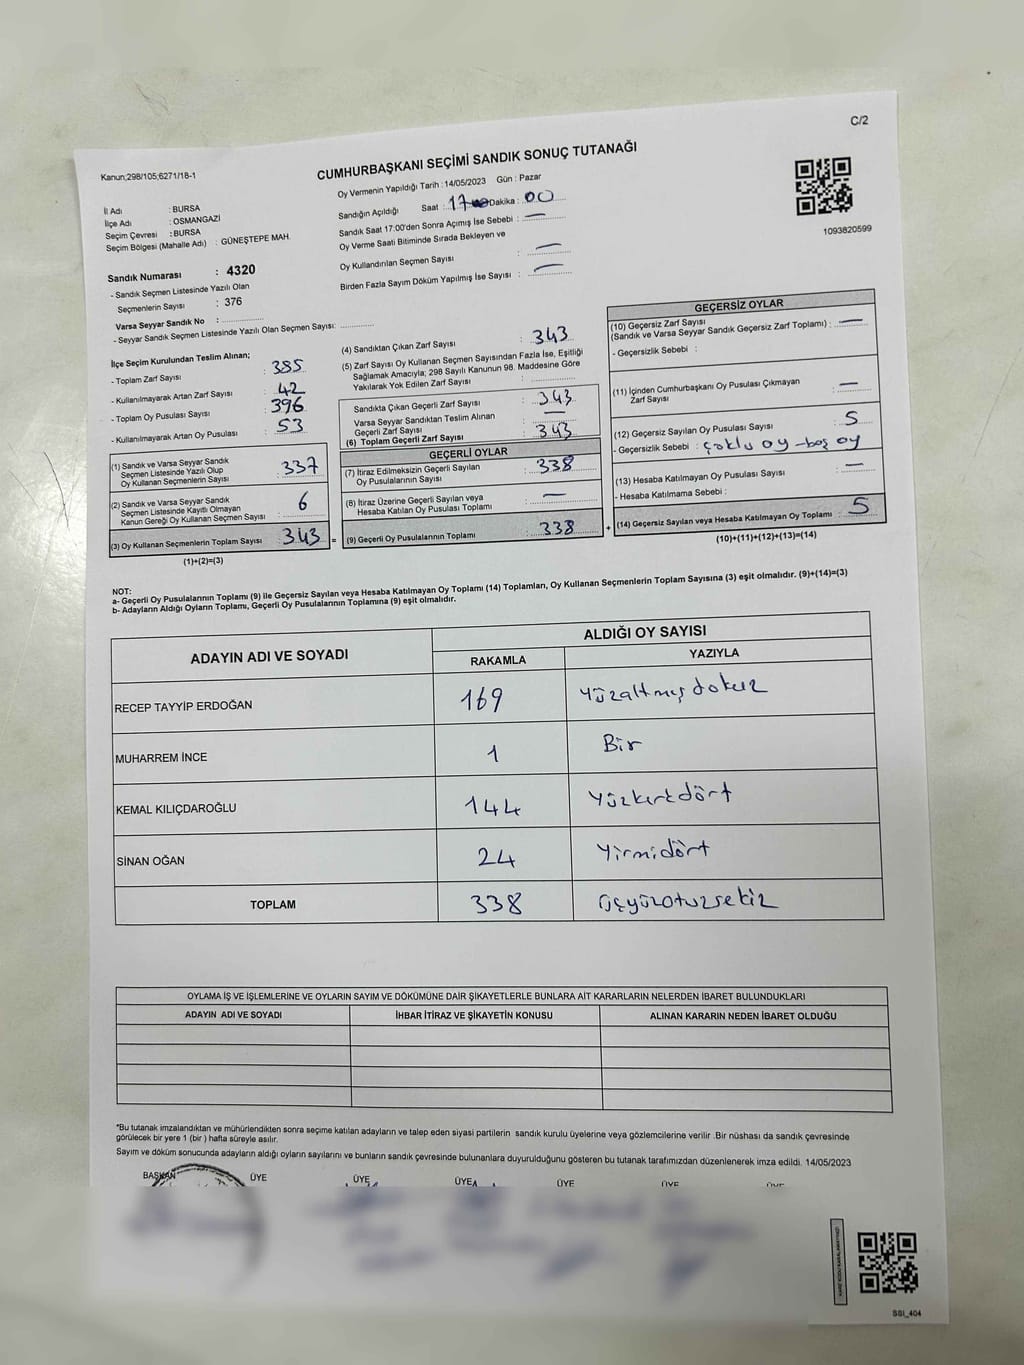 C/2
Kanun;298/105;6271/18-1
CUMHURBAŞKANI SEÇİMİ SANDIK SONUÇ TUTANAĞI
Oy Vermenin Yapıldığı Tarih : 14/05/2023 Gün : Pazar
İl Adı : BURSA
İlçe Adı : OSMANGAZİ
Seçim Çevresi : BURSA
Seçim Bölgesi (Mahalle Adı) : GÜNEŞTEPE MAH.
Sandığın Açıldığı Saat : 17 Dakika : 00
Sandık Saat 17:00'den Sonra Açımış İse Sebebi : —
Oy Verme Saati Bitiminde Sırada Bekleyen ve
Oy Kullandırılan Seçmen Sayısı : —
Birden Fazla Sayım Döküm Yapılmış İse Sayısı : —
1093820599
Sandık Numarası : 4320
- Sandık Seçmen Listesinde Yazılı Olan
Seçmenlerin Sayısı : 376
Varsa Seyyar Sandık No :
- Seyyar Sandık Seçmen Listesinde Yazılı Olan Seçmen Sayısı:
İlçe Seçim Kurulundan Teslim Alınan;
- Toplam Zarf Sayısı : 385
- Kullanılmayarak Artan Zarf Sayısı : 42
- Toplam Oy Pusulası Sayısı : 396
- Kullanılmayarak Artan Oy Pusulası : 53
(1) Sandık ve Varsa Seyyar Sandık
Seçmen Listesinde Yazılı Olup
Oy Kullanan Seçmenlerin Sayısı : 337
(2) Sandık ve Varsa Seyyar Sandık
Seçmen Listesinde Kayıtlı Olmayan
Kanun Gereği Oy Kullanan Seçmen Sayısı : 6
(3) Oy Kullanan Seçmenlerin Toplam Sayısı : 343 =
(1)+(2)=(3)
(4) Sandıktan Çıkan Zarf Sayısı : 343
(5) Zarf Sayısı Oy Kullanan Seçmen Sayısından Fazla İse, Eşitliği
Sağlamak Amacıyla; 298 Sayılı Kanunun 98. Maddesine Göre
Yakılarak Yok Edilen Zarf Sayısı :
Sandıkta Çıkan Geçerli Zarf Sayısı : 343
Varsa Seyyar Sandıktan Teslim Alınan
Geçerli Zarf Sayısı : —
(6) Toplam Geçerli Zarf Sayısı : 343
GEÇERLİ OYLAR
(7) İtiraz Edilmeksizin Geçerli Sayılan
Oy Pusulalarının Sayısı : 338
(8) İtiraz Üzerine Geçerli Sayılan veya
Hesaba Katılan Oy Pusulası Toplamı : —
(9) Geçerli Oy Pusulalarının Toplamı : 338 +
GEÇERSİZ OYLAR
(10) Geçersiz Zarf Sayısı
(Sandık ve Varsa Seyyar Sandık Geçersiz Zarf Toplamı) : —
- Geçersizlik Sebebi :
(11) İçinden Cumhurbaşkanı Oy Pusulası Çıkmayan
Zarf Sayısı : —
(12) Geçersiz Sayılan Oy Pusulası Sayısı : 5
- Geçersizlik Sebebi : çoklu oy - boş oy
(13) Hesaba Katılmayan Oy Pusulası Sayısı : —
- Hesaba Katılmama Sebebi :
(14) Geçersiz Sayılan veya Hesaba Katılmayan Oy Toplamı : 5
(10)+(11)+(12)+(13)=(14)
NOT:
a- Geçerli Oy Pusulalarının Toplamı (9) ile Geçersiz Sayılan veya Hesaba Katılmayan Oy Toplamı (14) Toplamları, Oy Kullanan Seçmenlerin Toplam Sayısına (3) eşit olmalıdır. (9)+(14)=(3)
b- Adayların Aldığı Oyların Toplamı, Geçerli Oy Pusulalarının Toplamına (9) eşit olmalıdır.
ADAYIN ADI VE SOYADI ALDIĞI OY SAYISI
RAKAMLA YAZIYLA
RECEP TAYYİP ERDOĞAN 169 Yüzaltmışdokuz
MUHARREM İNCE 1 Bir
KEMAL KILIÇDAROĞLU 144 Yüzkırkdört
SİNAN OĞAN 24 Yirmidört
TOPLAM 338 üçyüzotuzsekiz
OYLAMA İŞ VE İŞLEMLERİNE VE OYLARIN SAYIM VE DÖKÜMÜNE DAİR ŞİKAYETLERLE BUNLARA AİT KARARLARIN NELERDEN İBARET BULUNDUKLARI
ADAYIN ADI VE SOYADI İHBAR İTİRAZ VE ŞİKAYETİN KONUSU ALINAN KARARIN NEDEN İBARET OLDUĞU
*Bu tutanak imzalandıktan ve mühürlendikten sonra seçime katılan adayların ve talep eden siyasi partilerin sandık kurulu üyelerine veya gözlemcilerine verilir .Bir nüshası da sandık çevresinde
görülecek bir yere 1 (bir ) hafta süreyle asılır.
Sayım ve döküm sonucunda adayların aldığı oyların sayılarını ve bunların sandık çevresinde bulunanlara duyurulduğunu gösteren bu tutanak tarafımızdan düzenlenerek imza edildi. 14/05/2023
BAŞKAN ÜYE ÜYE ÜYE ÜYE ÜYE ÜYE
SSI_404